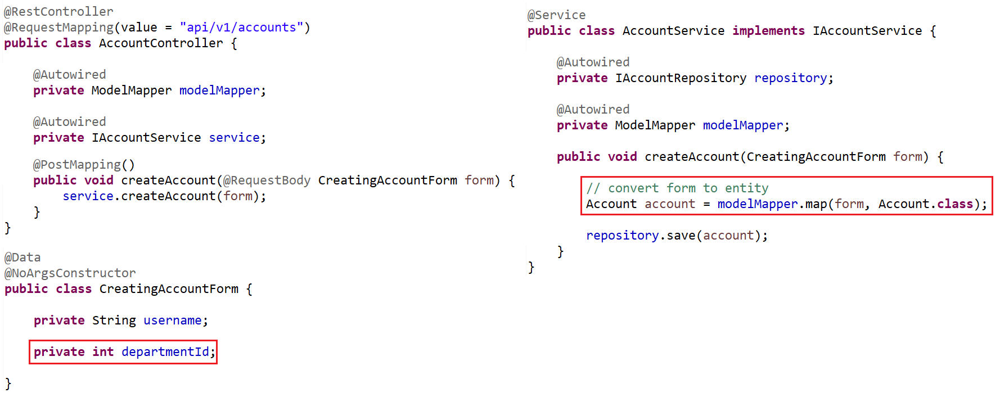 @RestController
@RequestMapping(value = "api/v1/accounts")
public class AccountController {
@Autowired
private ModelMapper modelMapper;
@Autowired
private IAccountService service;
@PostMapping()
public void createAccount(@RequestBody CreatingAccountForm form) {
service.createAccount(form);
}
}
@Data
@NoArgsConstructor
public class CreatingAccountForm {
private String username;
private int departmentId;
}
@Service
public class AccountService implements IAccountService {
@Autowired
private IAccountRepository repository;
@Autowired
private ModelMapper modelMapper;
public void createAccount(CreatingAccountForm form) {
// convert form to entity
Account account = modelMapper.map(form, Account.class);
repository.save(account);
}
}